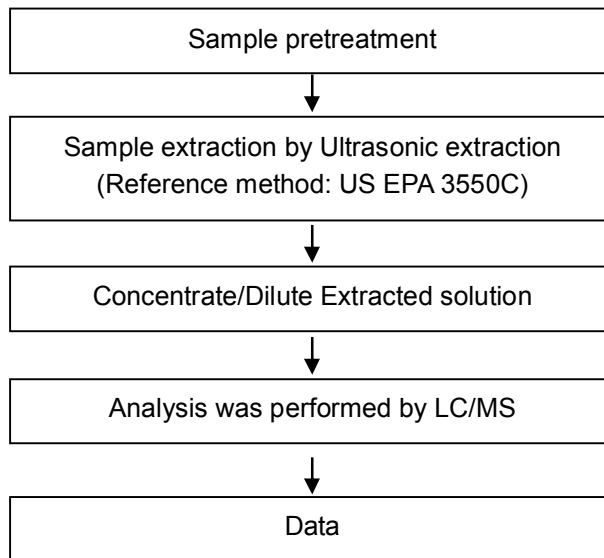 Sample pretreatment
Sample extraction by Ultrasonic extraction
(Reference method: US EPA 3550C)
Concentrate/Dilute Extracted solution
Analysis was performed by LC/MS
Data